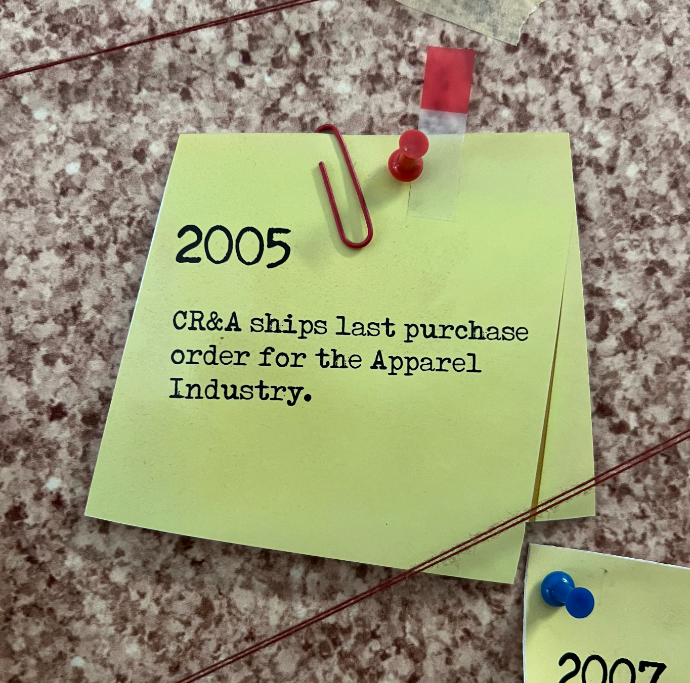 2005
CR&A ships last purchase
order for the Apparel
Industry.
2007